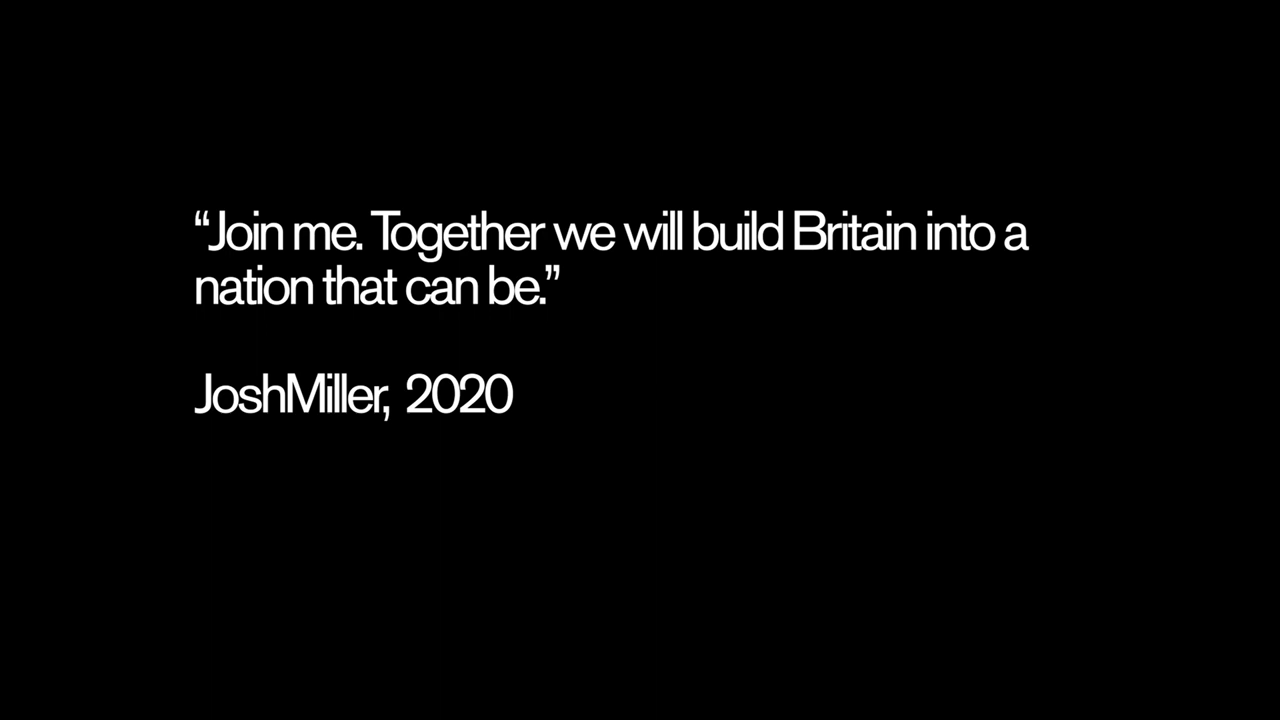 “Join me. Together we will build Britain into a
nation that can be.”
JoshMiller, 2020